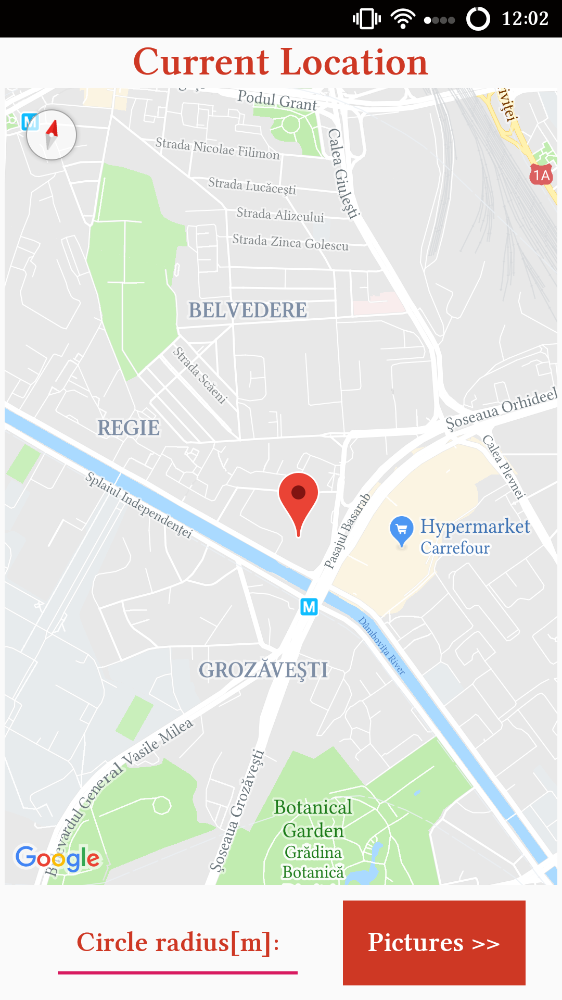 12:02
Current Location
Podul Grant
M
Strada Nicolae Filimon
Calea Giuleşti
1A
Strada Lucăceşti
Strada Alizeului
Strada Zinca Golescu
BELVEDERE
Strada Scăeni
Şoseaua Orhideel
REGIE
Calea Plevnei
Splaiul Independenţei
Pasajul Basarab
Hypermarket
Carrefour
M
Dâmboviţa River
GROZĂVEŞTI
Bulevardul General Vasile Milea
Şoseaua Grozăveşti
Botanical
Garden
Grădina
Botanică
Google
Circle radius[m]:
Pictures >>